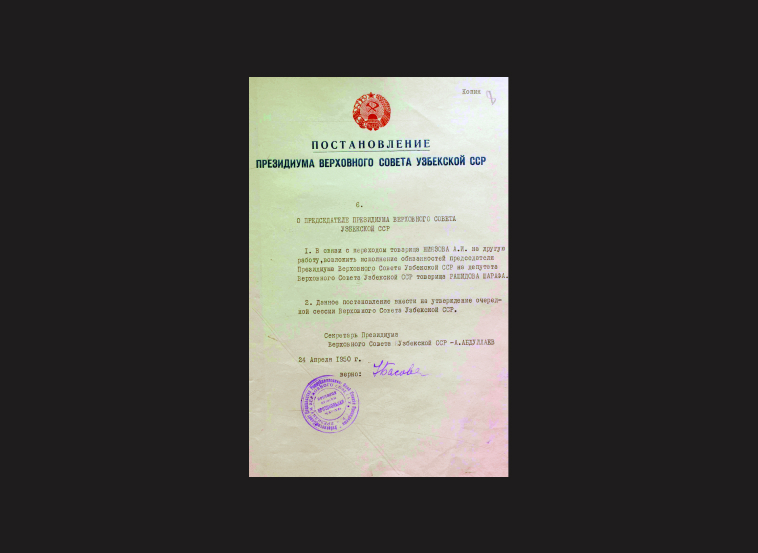 Копия
ПОСТАНОВЛЕНИЕ
ПРЕЗИДИУМА ВЕРХОВНОГО СОВЕТА УЗБЕКСКОЙ ССР
6.
О ПРЕДСЕДАТЕЛЕ ПРЕЗИДИУМА ВЕРХОВНОГО СОВЕТА
УЗБЕКСКОЙ ССР
1. В связи с переходом товарища НИЯЗОВА А.И. на другую
работу,возложить исполнение обязанностей председателя
Президиума Верховного Совета Узбекской ССР на депутата
Верховного Совета Узбекской ССР товарища РАШИДОВА ШАРАФА.
2. Данное постановление внести на утверждение очеред-
ной сессии Верховного Совета Узбекской ССР.
Секретарь Президиума
Верховного Совета Узбекской ССР -А.АБДУЛЛАЕВ
24 Апреля 1950 г.
верно: